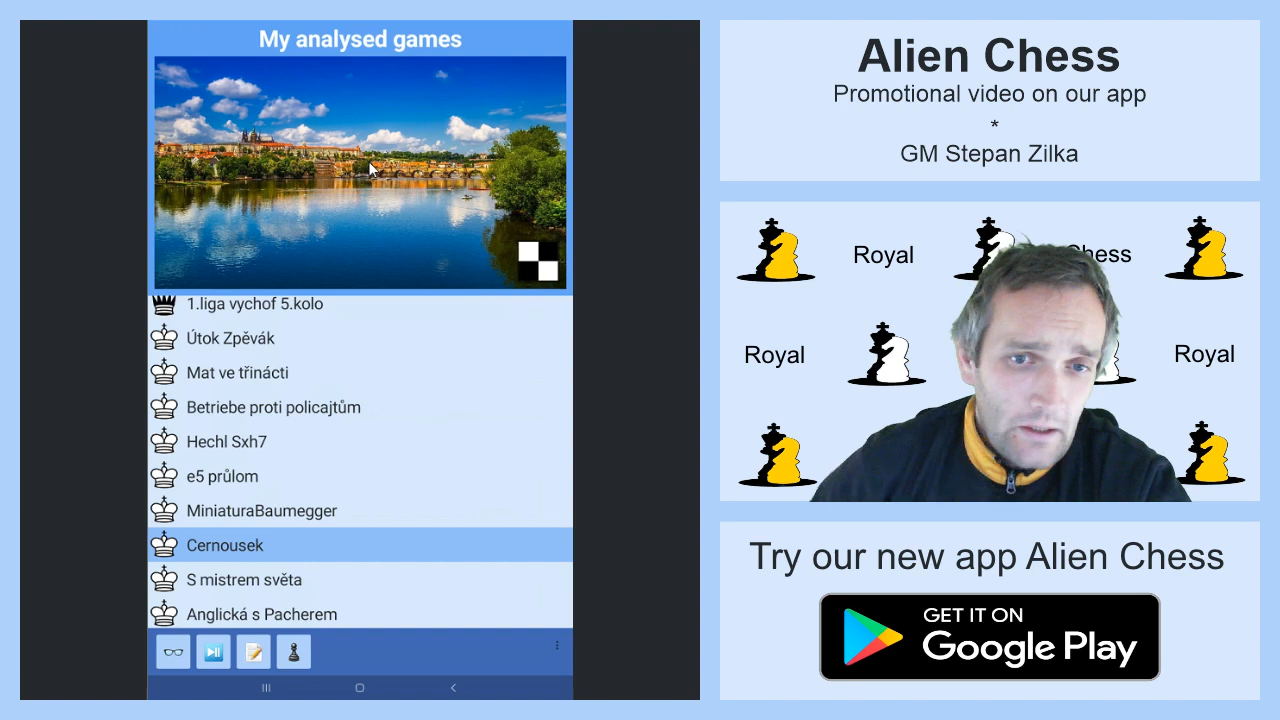 My analysed games
1.liga vychof 5.kolo
Útok Zpěvák
Mat ve třinácti
Betriebe proti policajtům
Hechl Sxh7
e5 průlom
MiniaturaBaumegger
Cernousek
S mistrem světa
Anglická s Pacherem
Alien Chess
Promotional video on our app
*
GM Stepan Zilka
Royal
Chess
Royal
Royal
Try our new app Alien Chess
GET IT ON
Google Play